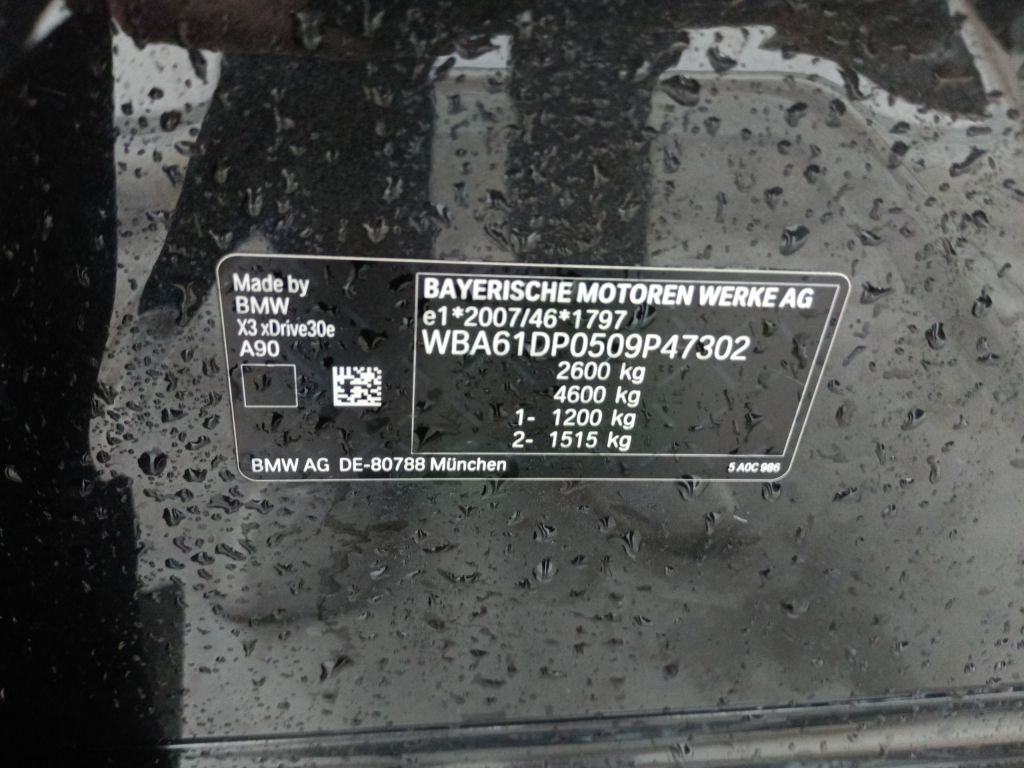 Made by
BMW
X3 xDrive30e
A90
BAYERISCHE MOTOREN WERKE AG
e1*2007/46*1797
WBA61DP0509P47302
2600 kg
4600 kg
1- 1200 kg
2- 1515 kg
BMW AG DE-80788 München
5 A0C 986